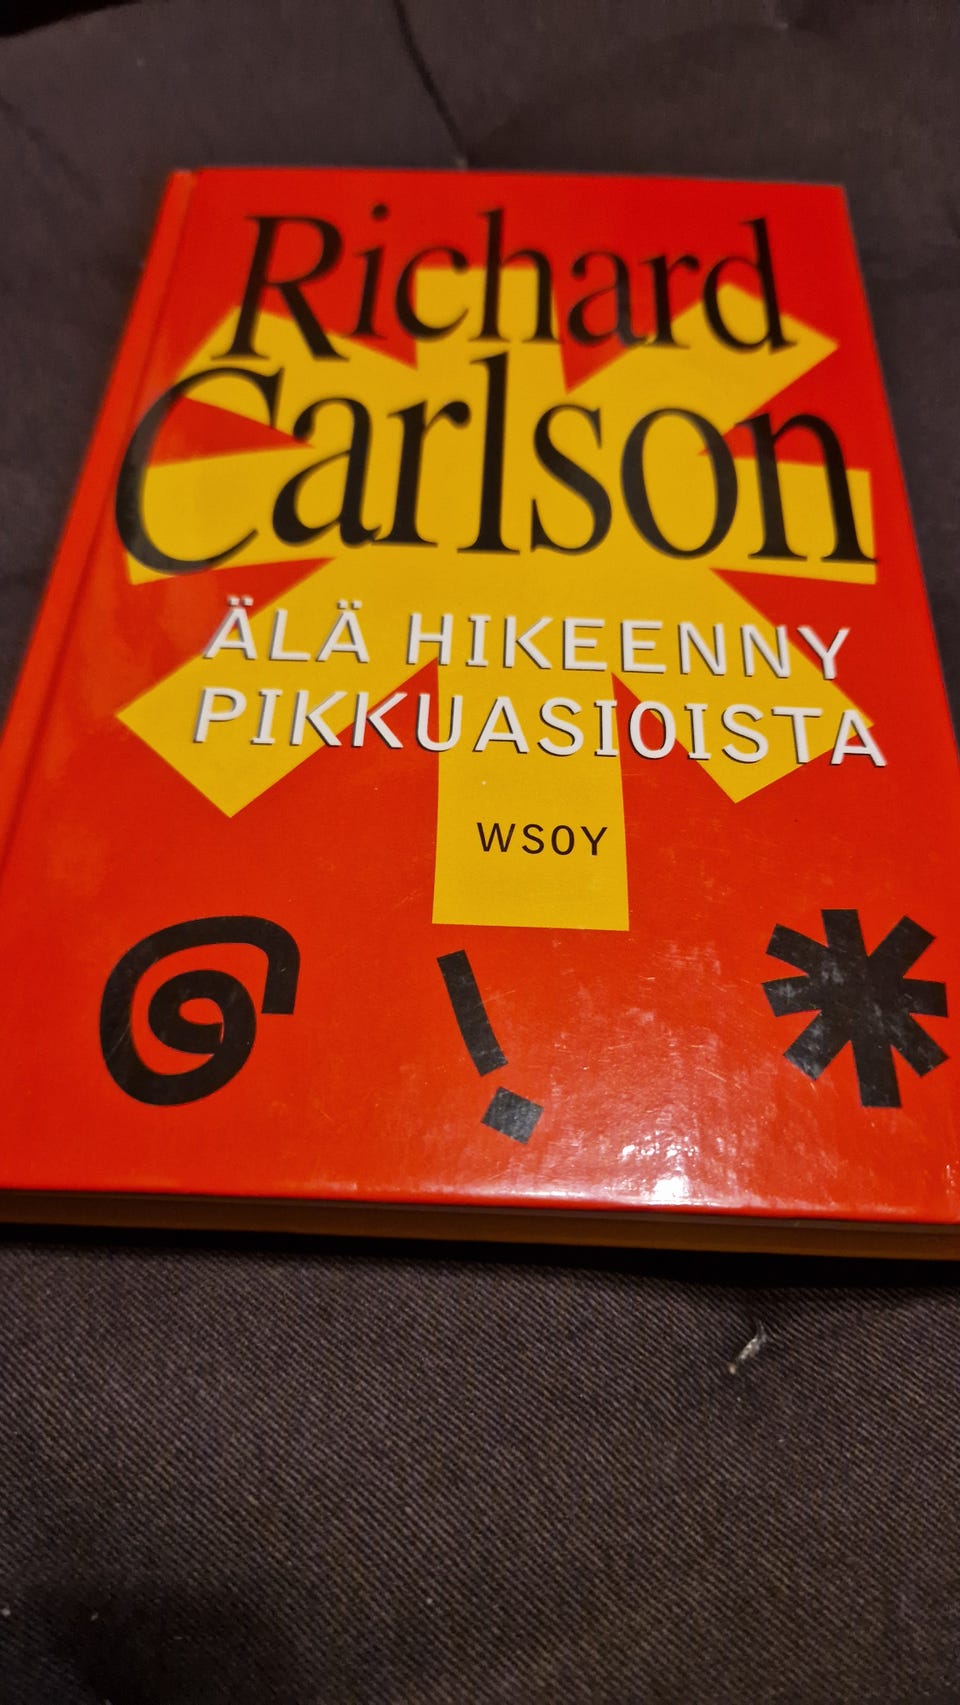 Richard
Carlson
ÄLÄ HIKEENNY
PIKKUASIOISTA
WSOY
@ ! *